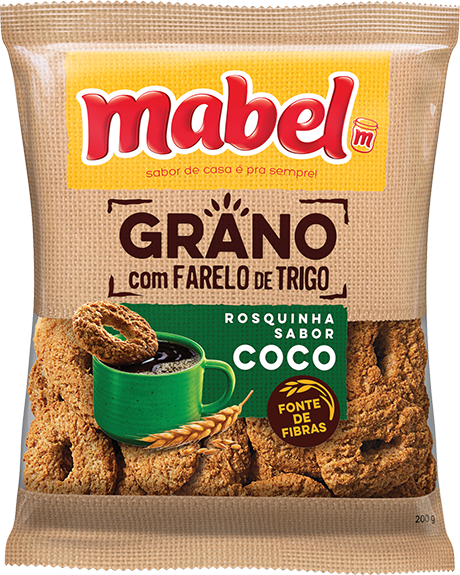 mabel
m
sabor de casa é pra sempre!
GRANO
com FARELO DE TRIGO
ROSQUINHA
SABOR
COCO
FONTE
DE
FIBRAS
200 g